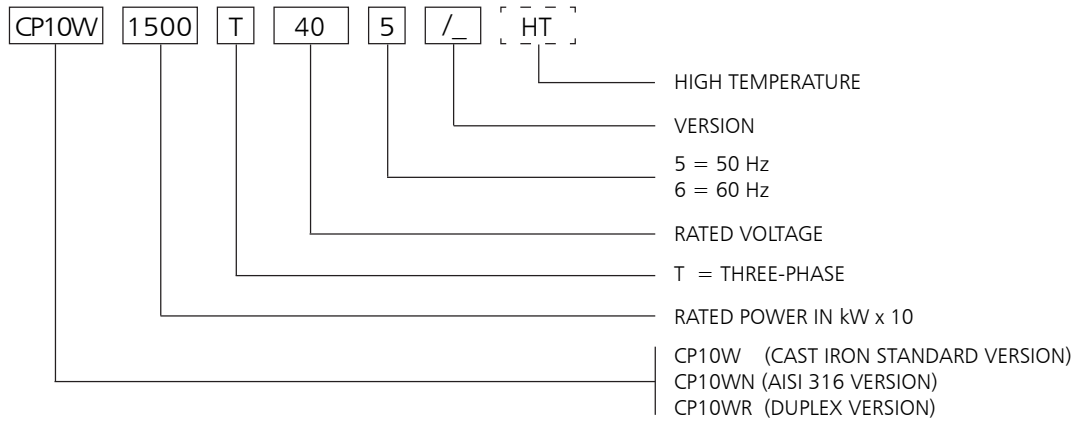 CP10W 1500 T 40 5 /_ HT
HIGH TEMPERATURE
VERSION
5 = 50 Hz
6 = 60 Hz
RATED VOLTAGE
T = THREE-PHASE
RATED POWER IN kW x 10
CP10W (CAST IRON STANDARD VERSION)
CP10WN (AISI 316 VERSION)
CP10WR (DUPLEX VERSION)